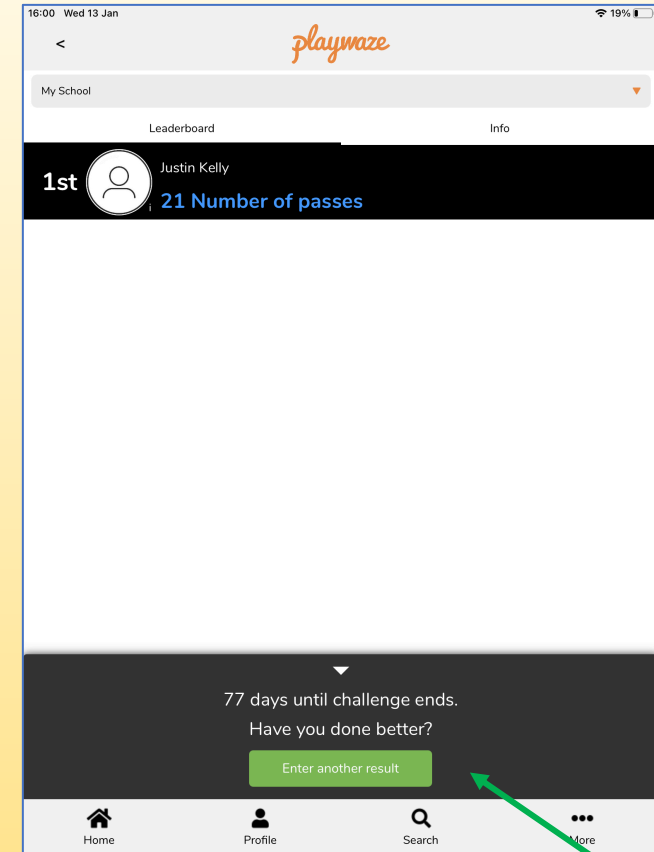 16:00 Wed 13 Jan
19%
<
playwaze
My School
Leaderboard
Info
1st
Justin Kelly
i
21 Number of passes
77 days until challenge ends.
Have you done better?
Enter another result
Home
Profile
Search
More